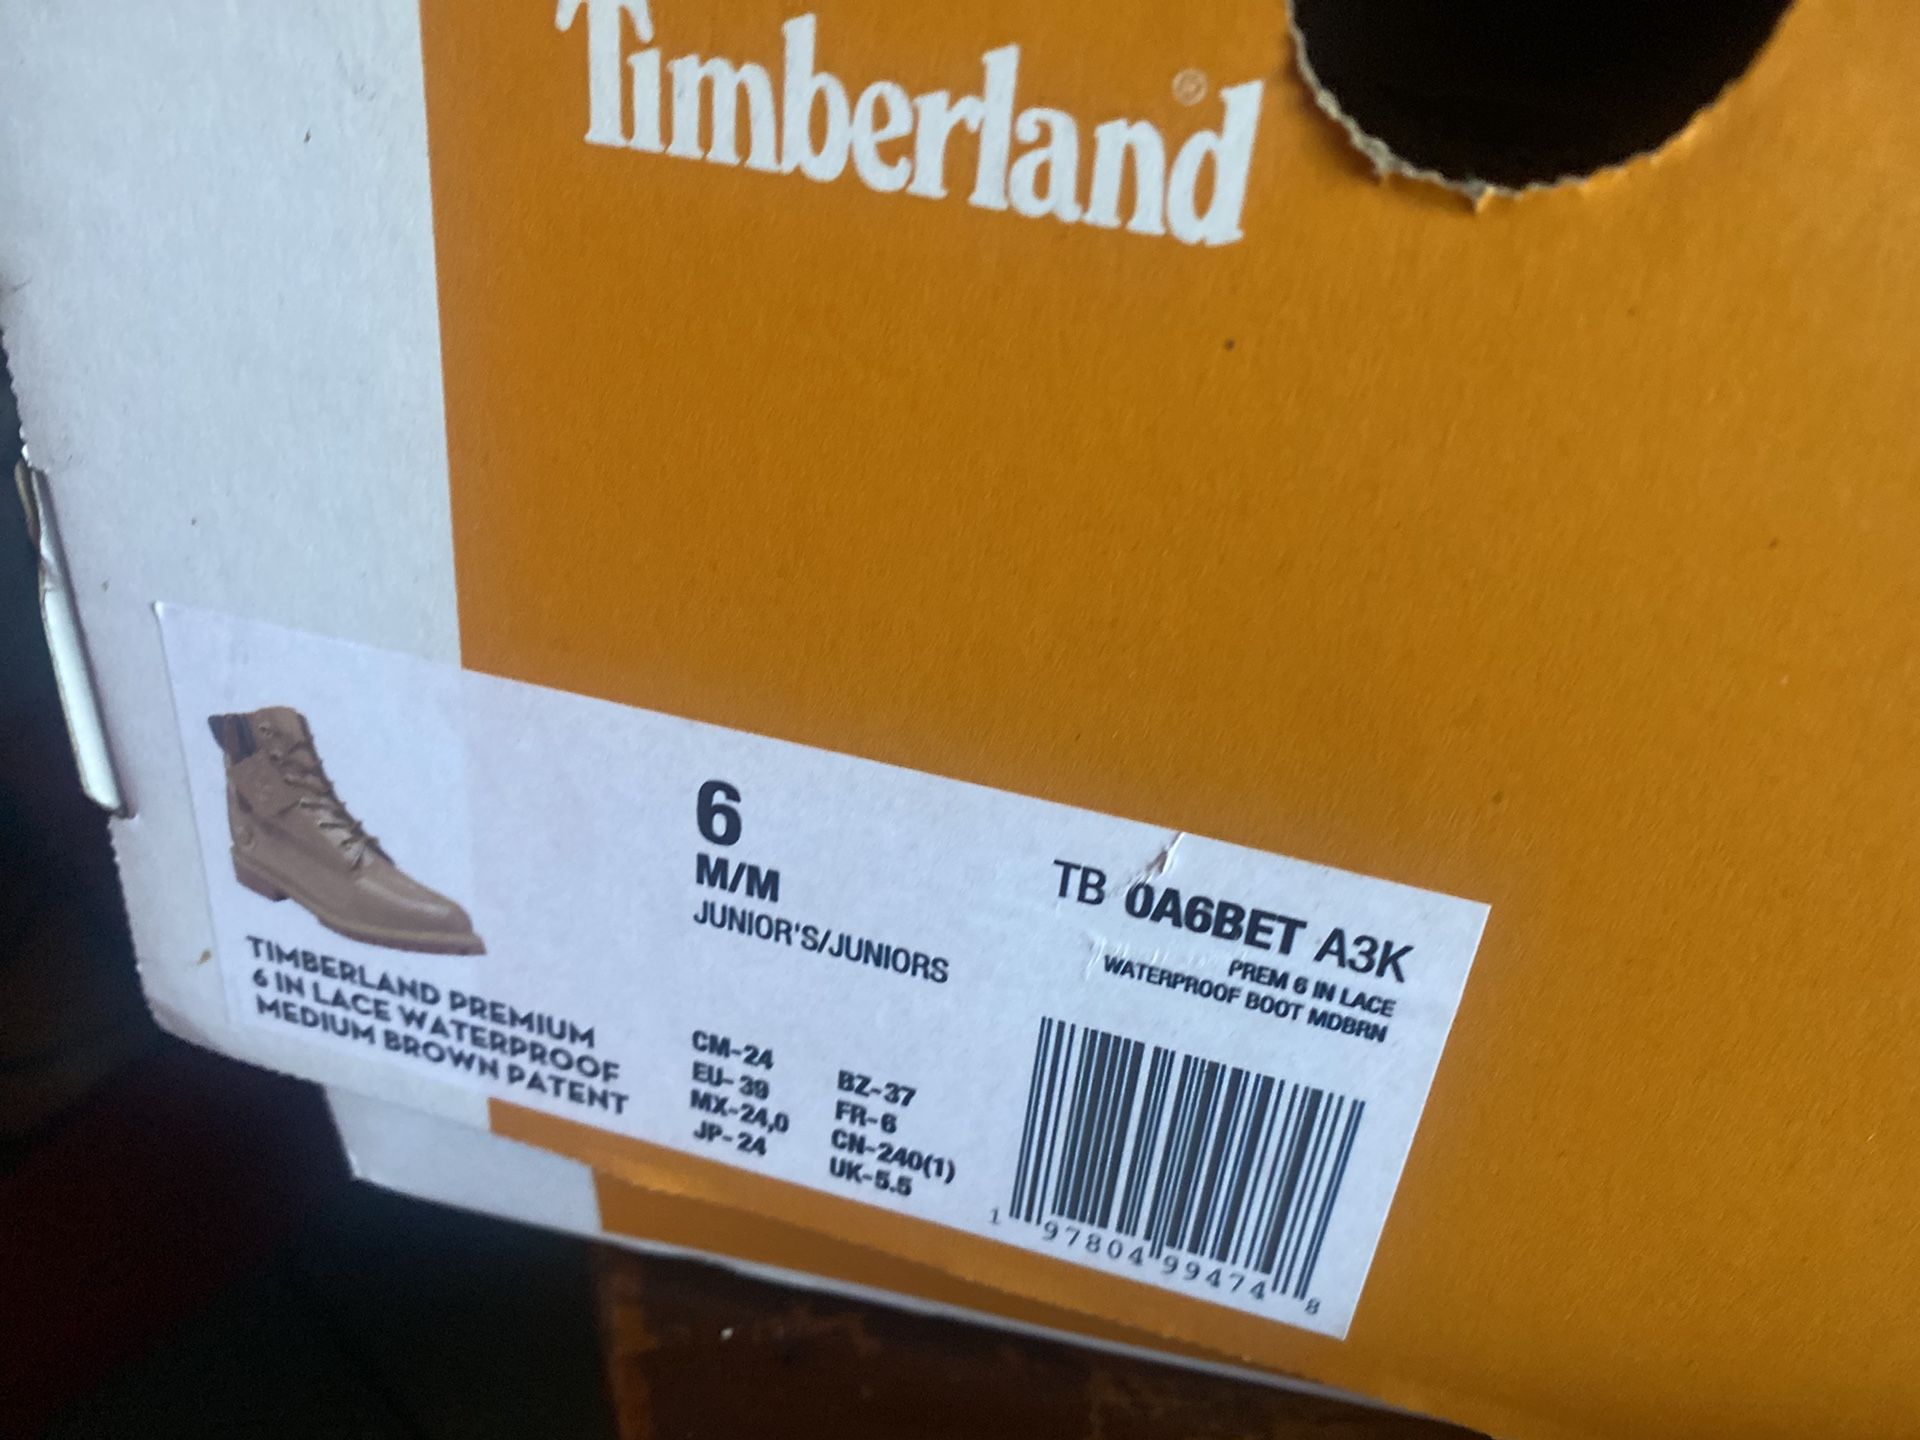 Timberland®
6
M/M
JUNIOR'S/JUNIORS
TB 0A6BET A3K
PREM 6 IN LACE
WATERPROOF BOOT MDBRN
TIMBERLAND PREMIUM
6 IN LACE WATERPROOF
MEDIUM BROWN PATENT
CM-24
EU-39
MX-24,0
JP-24
BZ-37
FR-6
CN-240(1)
UK-5.5
1 97804 99474 8